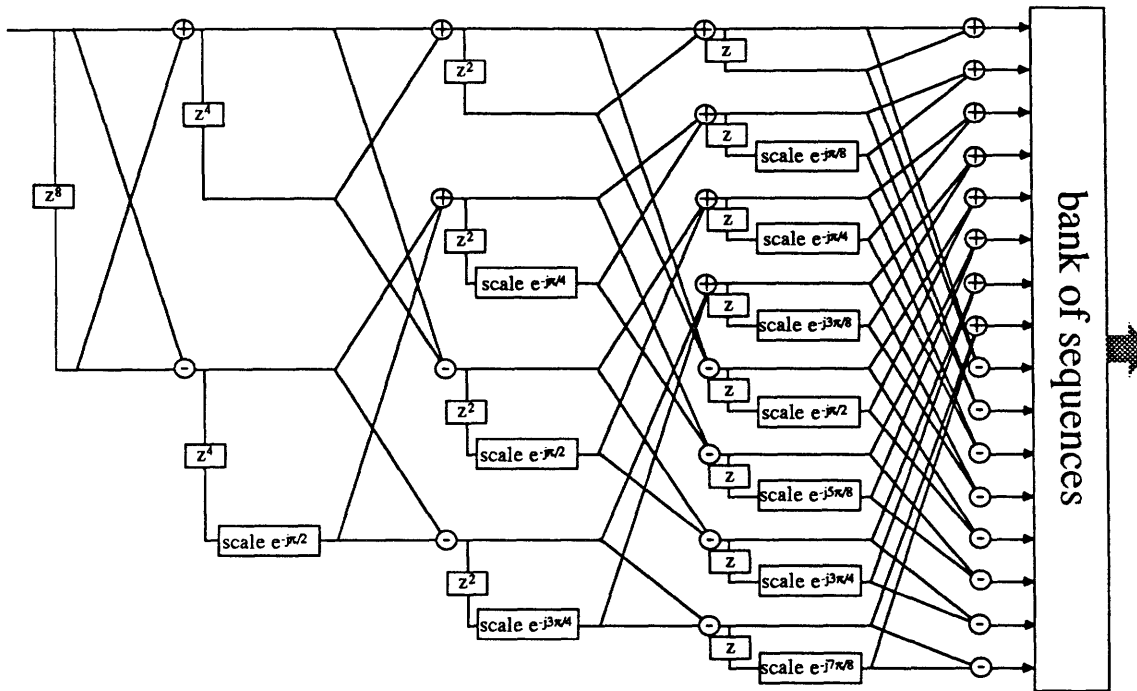 + + + + +
z
z² +
z⁴ + z
z scale e-jπ/8 +
z⁸ + + +
z² z
scale e-jπ/4 +
scale e-jπ/4 + +
z scale e-j3π/8 +
- - - -
z² z
scale e-jπ/2 -
z⁴ scale e-jπ/2 - -
z scale e-j5π/8 -
scale e-jπ/2 - - -
z² z scale e-j3π/4 -
scale e-j3π/4 - -
z scale e-j7π/8 -
bank of sequences